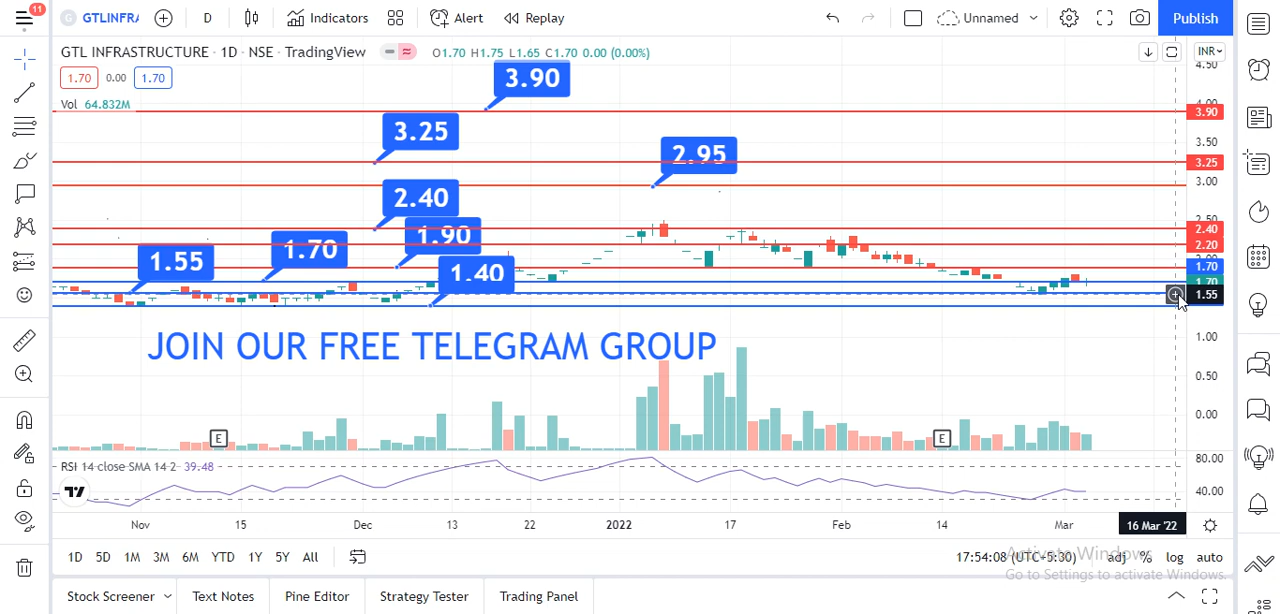 11
GTLINFRA
D
Indicators
Alert
Replay
Unnamed
Publish
GTL INFRASTRUCTURE · 1D · NSE · TradingView
O1.70 H1.75 L1.65 C1.70 0.00 (0.00%)
INR
1.70 0.00 1.70
Vol 64.832M
4.50
3.90
3.90
3.25
3.25
3.50
2.95
3.00
2.40
2.40
2.20
1.90
1.70
1.70
1.70
1.55
1.55
1.40
JOIN OUR FREE TELEGRAM GROUP
1.00
0.50
0.00
E
E
RSI 14 close SMA 14 2 39.48
80.00
40.00
Nov 15 Dec 13 22 2022 17 Feb 14 Mar 16 Mar '22
1D 5D 1M 3M 6M YTD 1Y 5Y All
17:54:08 (UTC+5:30) adj % log auto
Activate Windows
Go to Settings to activate Windows.
Stock Screener Text Notes Pine Editor Strategy Tester Trading Panel